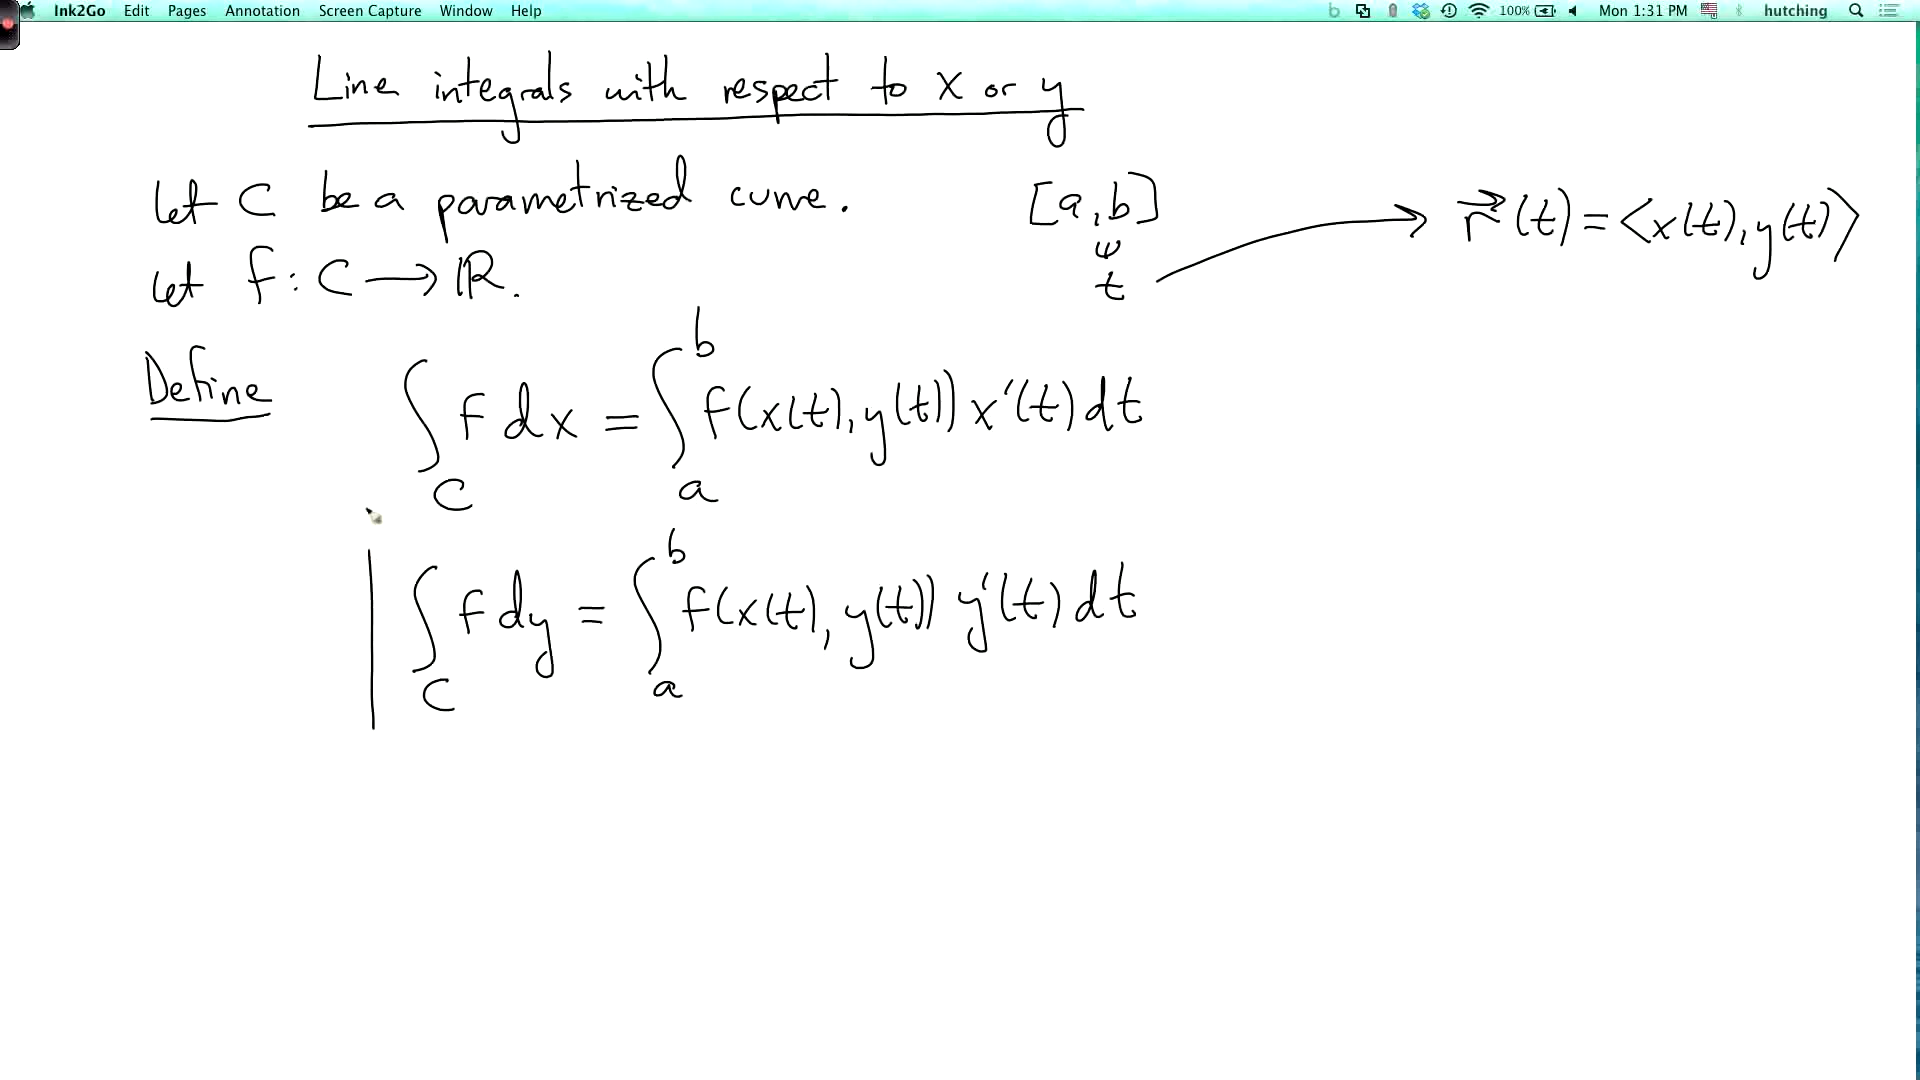 Ink2Go Edit Pages Annotation Screen Capture Window Help 100% Mon 1:31 PM hutching
Line integrals with respect to x or y
Let C be a parametrized curve. [a,b] → r⃗(t) = ⟨x(t), y(t)⟩
ψ
t
Let f: C → ℝ.
Define ∫_C f dx = ∫_a^b f(x(t), y(t)) x'(t) dt
∫_C f dy = ∫_a^b f(x(t), y(t)) y'(t) dt